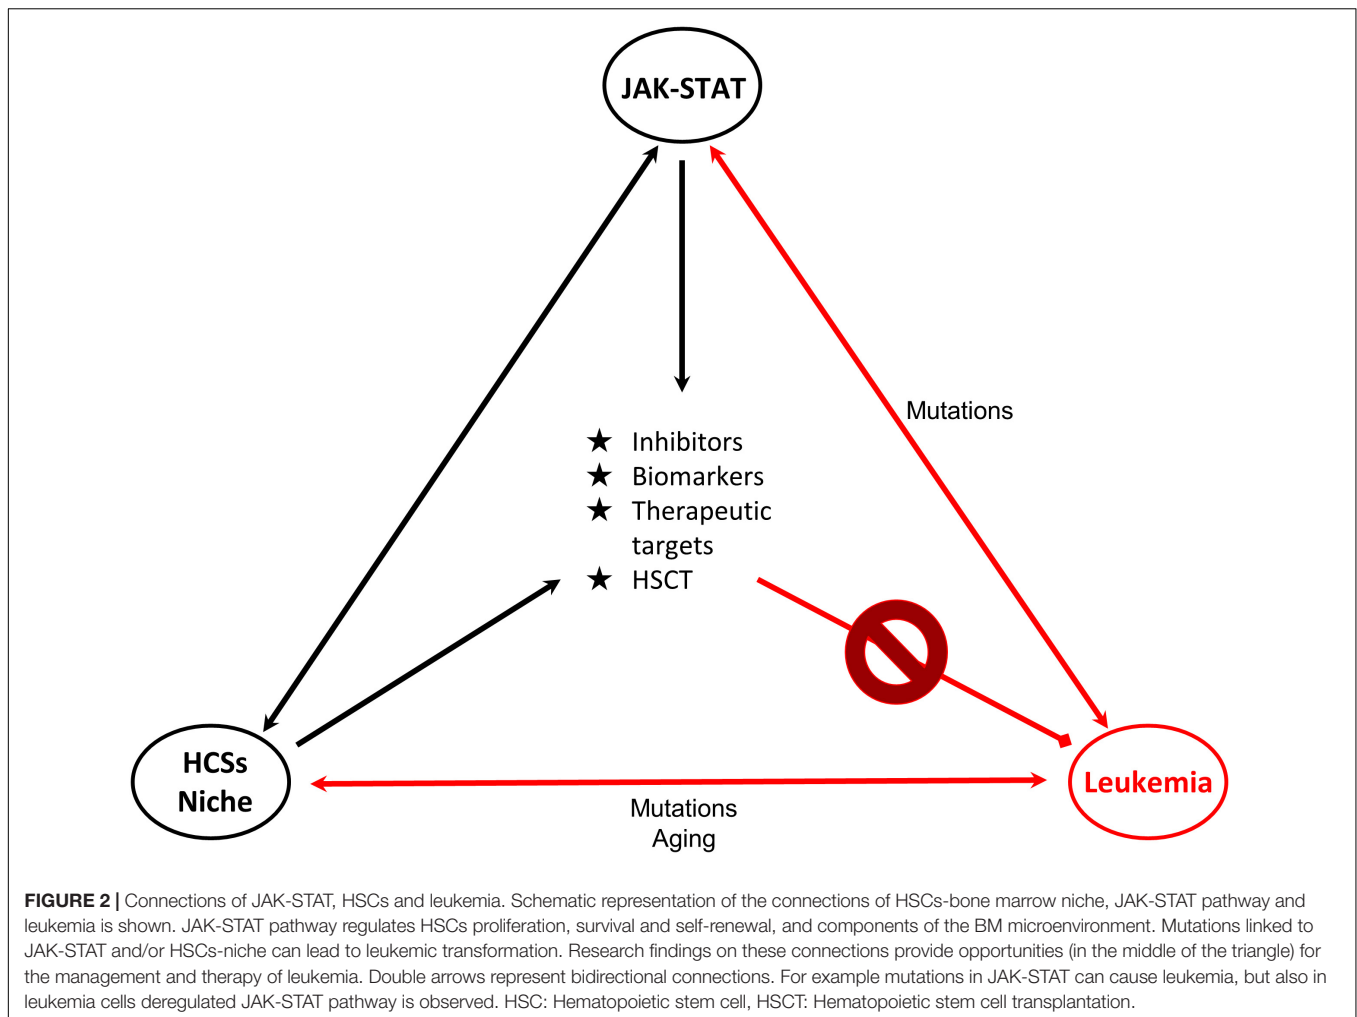 JAK-STAT
Mutations
★ Inhibitors
★ Biomarkers
★ Therapeutic
targets
★ HSCT
HCSs
Niche
Leukemia
Mutations
Aging
FIGURE 2 | Connections of JAK-STAT, HSCs and leukemia. Schematic representation of the connections of HSCs-bone marrow niche, JAK-STAT pathway and
leukemia is shown. JAK-STAT pathway regulates HSCs proliferation, survival and self-renewal, and components of the BM microenvironment. Mutations linked to
JAK-STAT and/or HSCs-niche can lead to leukemic transformation. Research findings on these connections provide opportunities (in the middle of the triangle) for
the management and therapy of leukemia. Double arrows represent bidirectional connections. For example mutations in JAK-STAT can cause leukemia, but also in
leukemia cells deregulated JAK-STAT pathway is observed. HSC: Hematopoietic stem cell, HSCT: Hematopoietic stem cell transplantation.